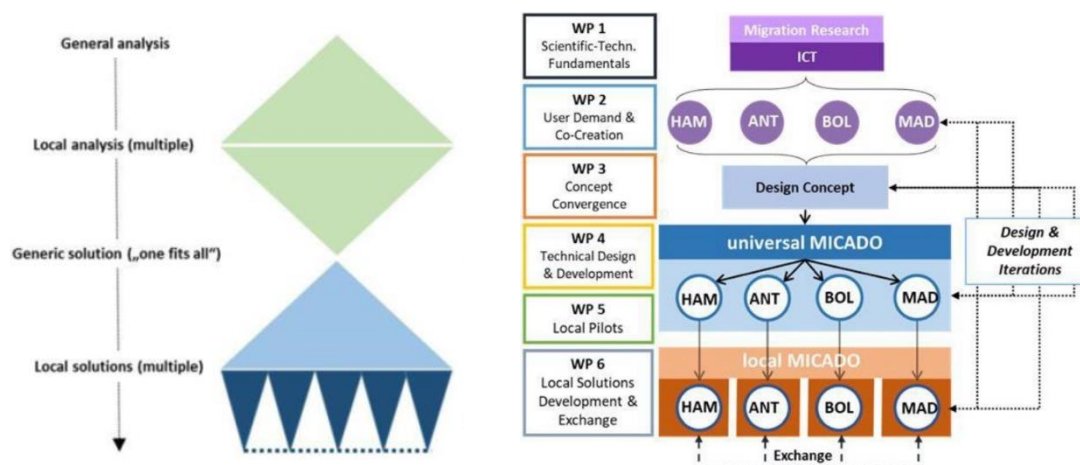 General analysis
Local analysis (multiple)
Generic solution („one fits all“)
Local solutions (multiple)
WP 1
Scientific-Techn.
Fundamentals
WP 2
User Demand &
Co-Creation
WP 3
Concept
Convergence
WP 4
Technical Design
& Development
WP 5
Local Pilots
WP 6
Local Solutions
Development &
Exchange
Migration Research
ICT
HAM ANT BOL MAD
Design Concept
universal MICADO
HAM ANT BOL MAD
local MICADO
HAM ANT BOL MAD
Exchange
Design &
Development
Iterations